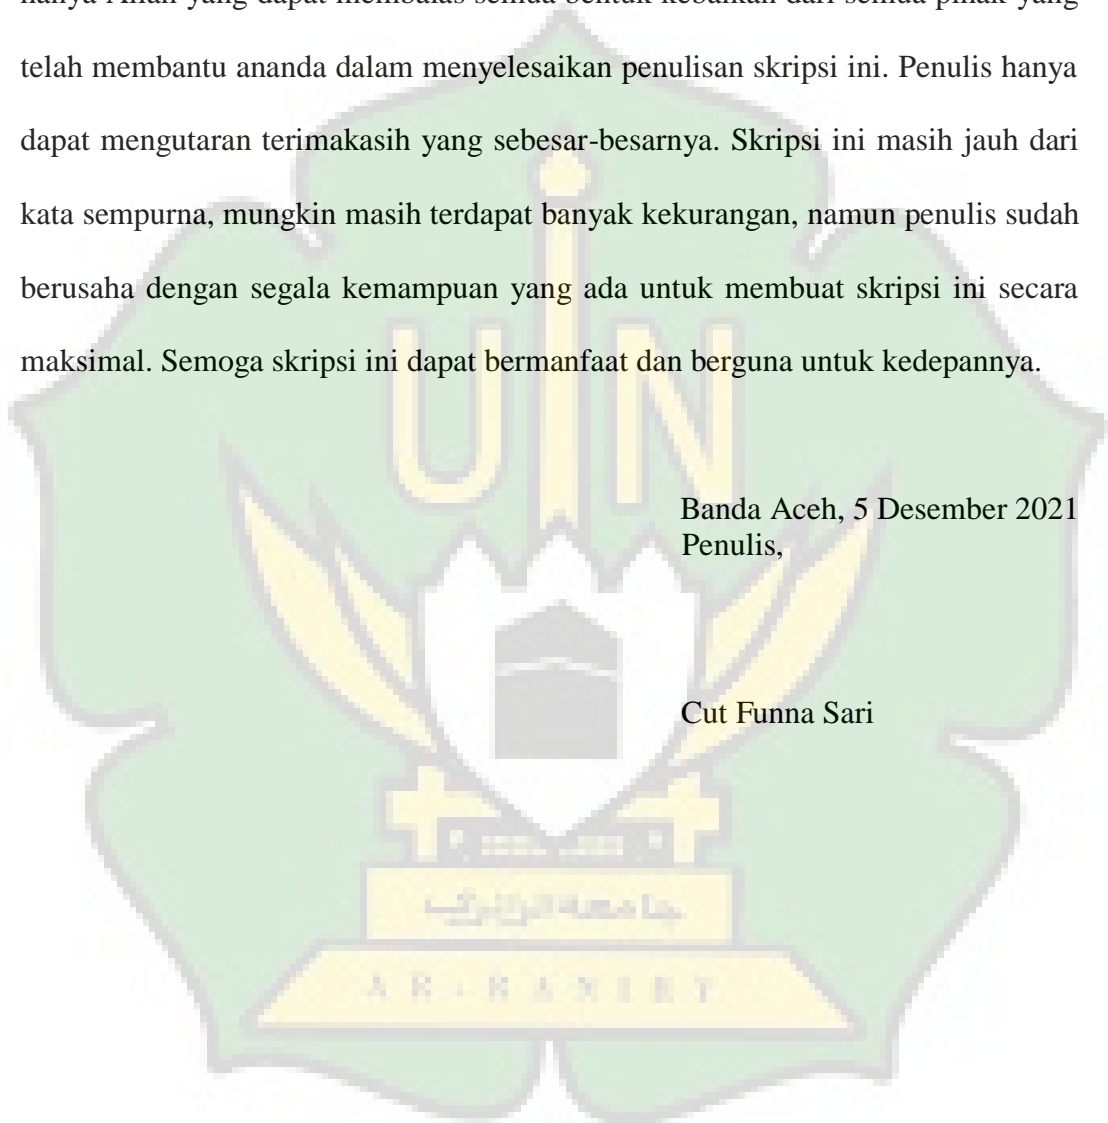 hanya Allah yang dapat membalas semua bentuk kebaikan dari semua pihak yang
telah membantu ananda dalam menyelesaikan penulisan skripsi ini. Penulis hanya
dapat mengutaran terimakasih yang sebesar-besarnya. Skripsi ini masih jauh dari
kata sempurna, mungkin masih terdapat banyak kekurangan, namun penulis sudah
berusaha dengan segala kemampuan yang ada untuk membuat skripsi ini secara
maksimal. Semoga skripsi ini dapat bermanfaat dan berguna untuk kedepannya.
UIN
Banda Aceh, 5 Desember 2021
Penulis,
Cut Funna Sari
جامعة الرانيري
AR-RANIRY